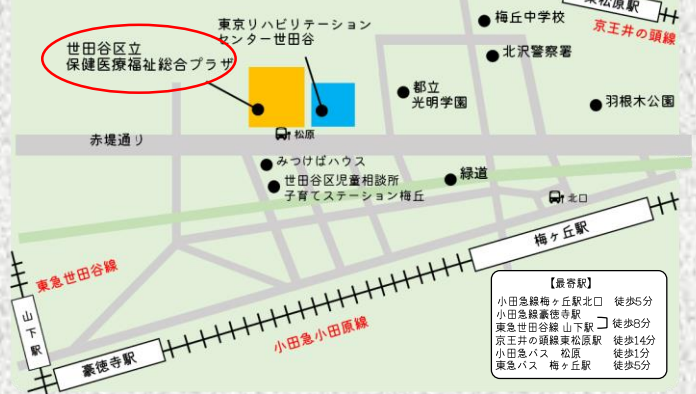 世田谷区立
保健医療福祉総合プラザ
東京リハビリテーション
センター世田谷
梅丘中学校
東松原駅
京王井の頭線
北沢警察署
都立
光明学園
羽根木公園
赤堤通り
松原
みつけばハウス
世田谷区児童相談所
子育てステーション梅丘
緑道
北口
梅ヶ丘駅
東急世田谷線
山下駅
豪徳寺駅
小田急小田原線
【最寄駅】
小田急線梅ヶ丘駅北口 徒歩5分
小田急線豪徳寺駅
東急世田谷線 山下駅 徒歩8分
京王井の頭線東松原駅 徒歩14分
小田急バス 松原 徒歩1分
東急バス 梅ヶ丘駅 徒歩5分